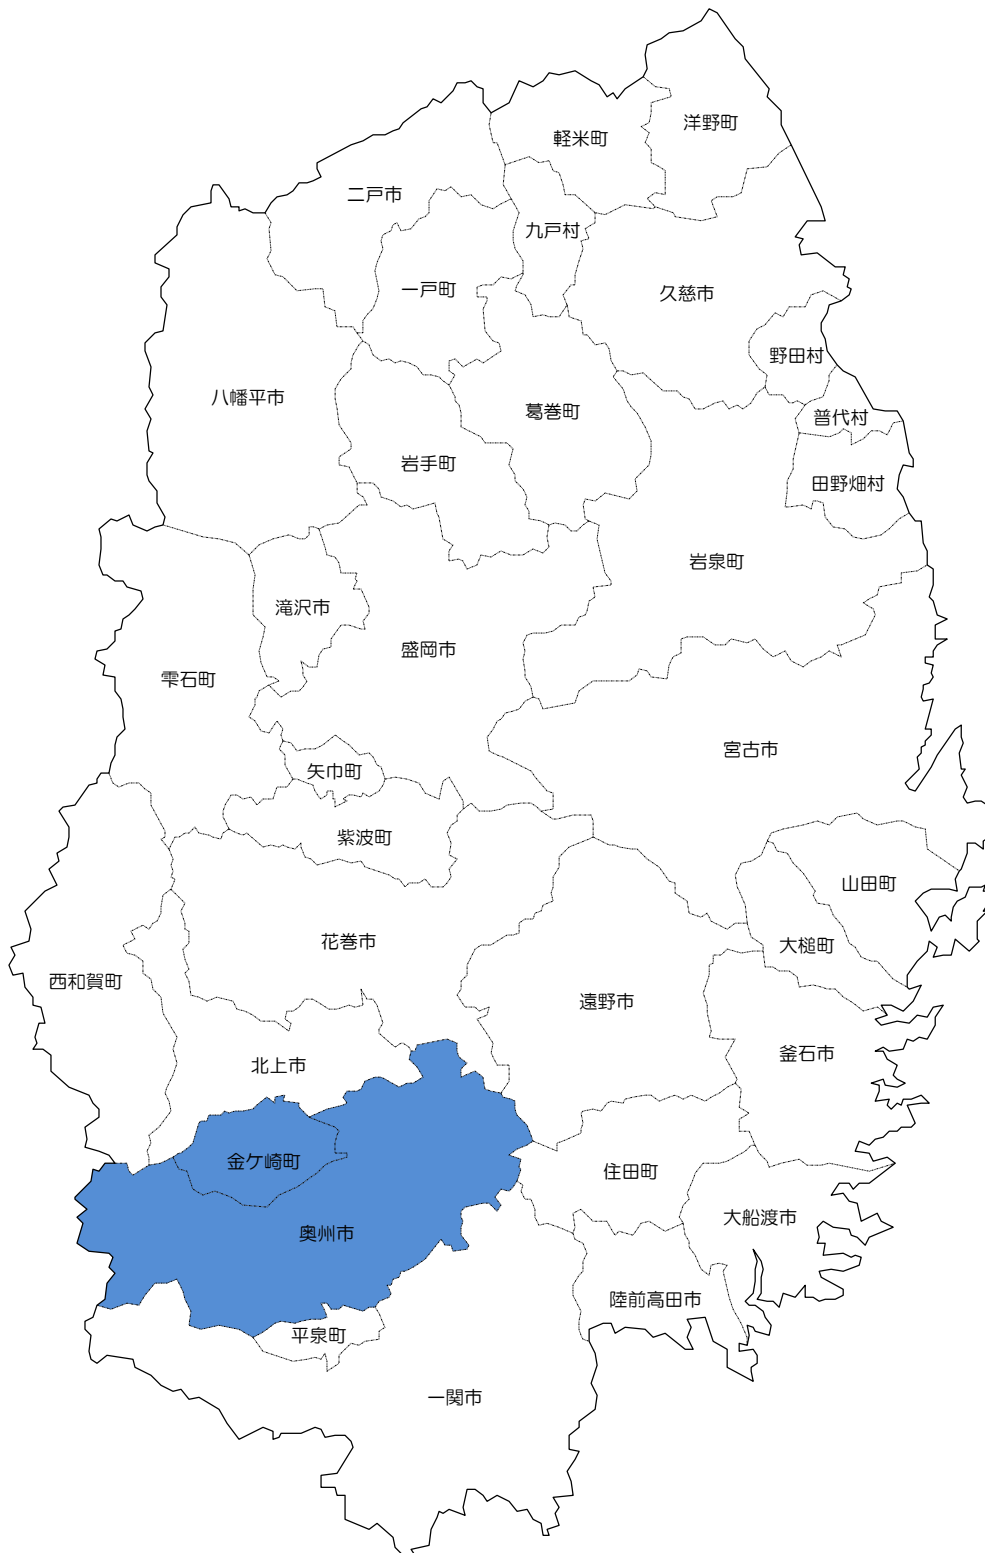 洋野町
軽米町
二戸市
九戸村
一戸町
久慈市
野田村
八幡平市
葛巻町
普代村
岩手町
田野畑村
岩泉町
滝沢市
盛岡市
雫石町
宮古市
矢巾町
紫波町
山田町
花巻市
大槌町
西和賀町
遠野市
釜石市
北上市
金ケ崎町
住田町
大船渡市
奥州市
陸前高田市
平泉町
一関市